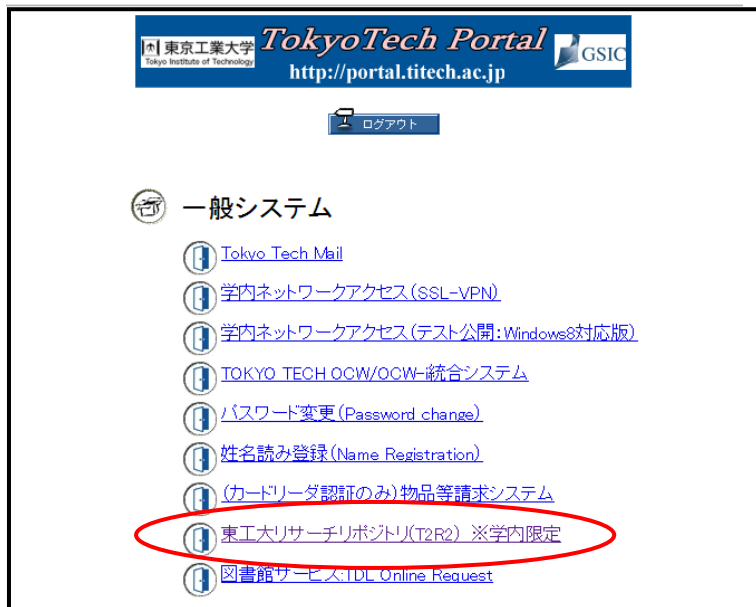 東京工業大学
Tokyo Institute of Technology
TokyoTech Portal
http://portal.titech.ac.jp
GSIC
ログアウト
一般システム
Tokyo Tech Mail
学内ネットワークアクセス(SSL-VPN)
学内ネットワークアクセス(テスト公開:Windows8対応版)
TOKYO TECH OCW/OCW-i統合システム
パスワード変更(Password change)
姓名読み登録(Name Registration)
(カードリーダ認証のみ)物品等請求システム
東工大リサーチリポジトリ(T2R2) ※学内限定
図書館サービス:TDL Online Request